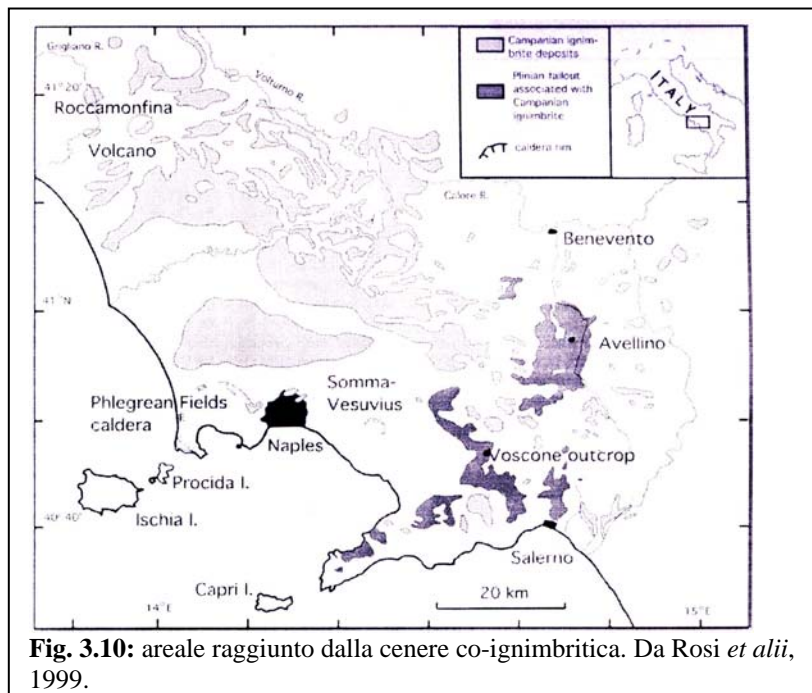 Grigliano R.
Volturno R.
41°20'
Roccamonfina
Volcano
Campanian ignim-
brite deposits
Plinian fallout
associated with
Campanian
ignumbrite
caldera rim
ITALY
Calore R.
Benevento
41°N
Avellino
Somma-
Vesuvius
Phlegrean Fields
caldera
Naples
Voscone outcrop
Procida I.
Ischia I.
40°40'
Salerno
Capri I.
20 km
14°E
15°E
Fig. 3.10: areale raggiunto dalla cenere co-ignimbritica. Da Rosi et alii,
1999.